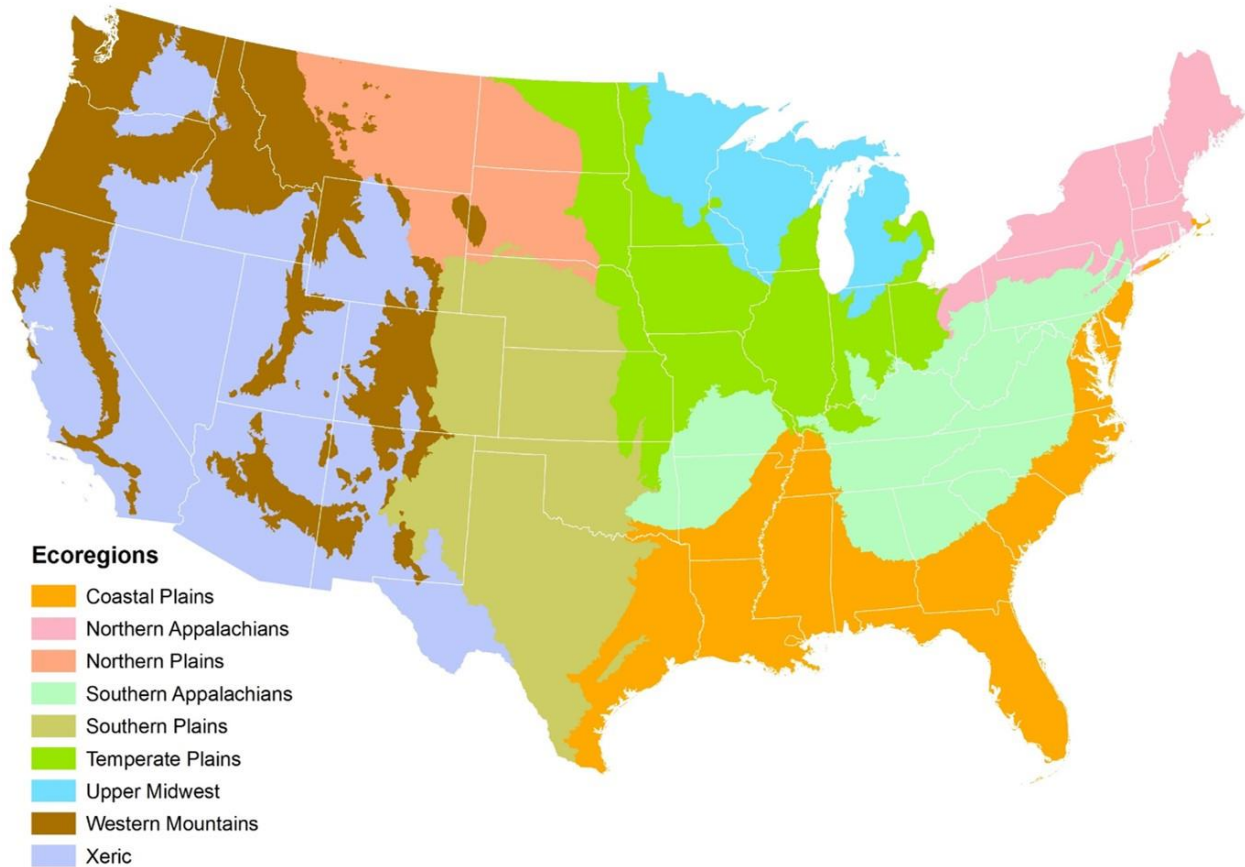 Ecoregions
Coastal Plains
Northern Appalachians
Northern Plains
Southern Appalachians
Southern Plains
Temperate Plains
Upper Midwest
Western Mountains
Xeric